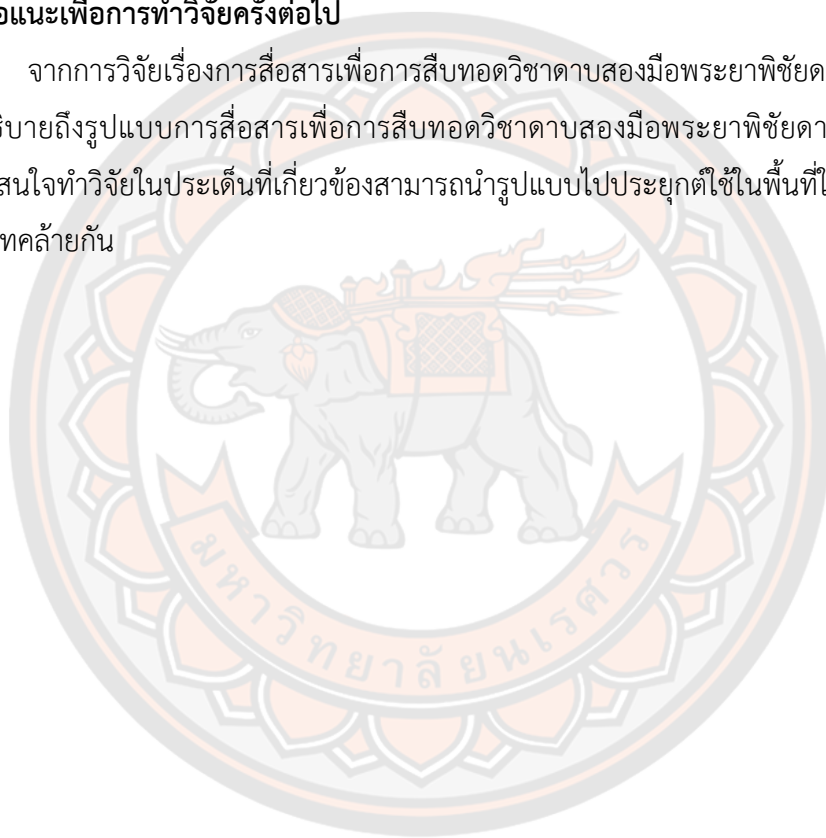 อแนะเพื่อการทำวิจัยครั้งต่อไป
จากการวิจัยเรื่องการสื่อสารเพื่อการสืบทอดวิชาดาบสองมือพระยาพิชัยด
ธิบายถึงรูปแบบการสื่อสารเพื่อการสืบทอดวิชาดาบสองมือพระยาพิชัยดา
สนใจทำวิจัยในประเด็นที่เกี่ยวข้องสามารถนำรูปแบบไปประยุกต์ใช้ในพื้นที่ใ
ทคล้ายกัน
มหาวิทยาลัยนเรศวร